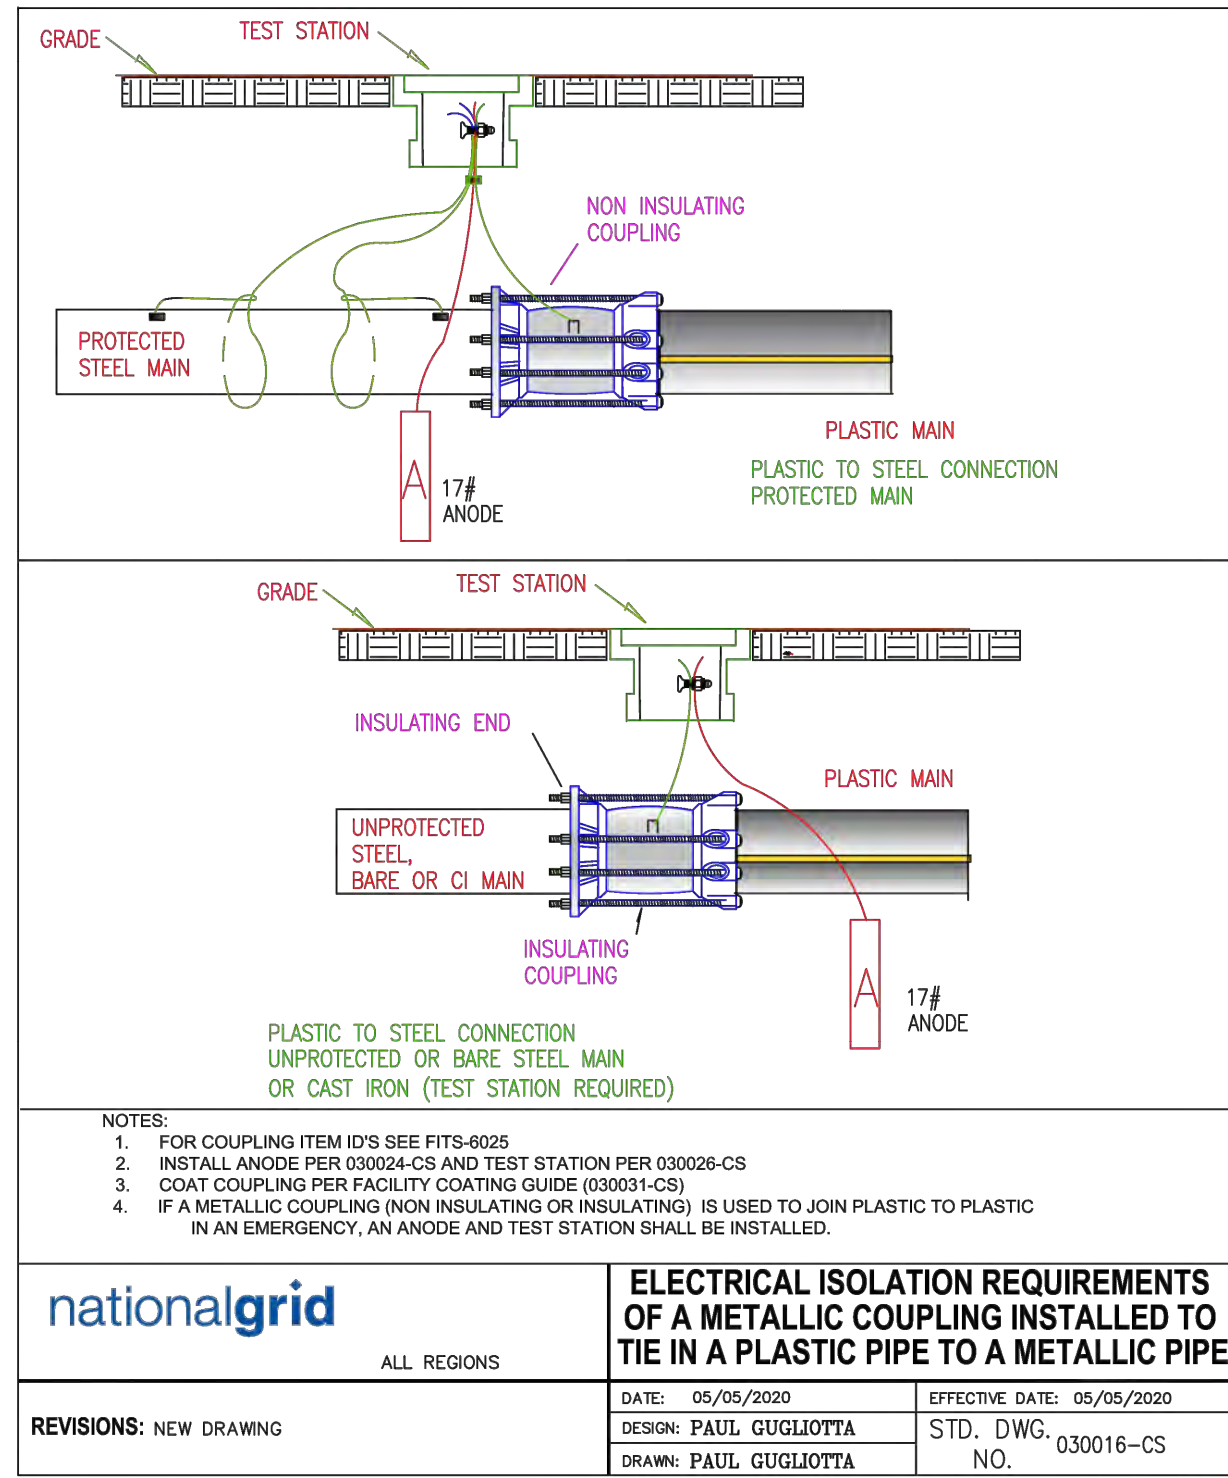 GRADE
TEST STATION
NON INSULATING
COUPLING
PROTECTED
STEEL MAIN
PLASTIC MAIN
PLASTIC TO STEEL CONNECTION
PROTECTED MAIN
A
17#
ANODE
GRADE
TEST STATION
INSULATING END
PLASTIC MAIN
UNPROTECTED
STEEL,
BARE OR CI MAIN
INSULATING
COUPLING
A
17#
ANODE
PLASTIC TO STEEL CONNECTION
UNPROTECTED OR BARE STEEL MAIN
OR CAST IRON (TEST STATION REQUIRED)
NOTES:
1. FOR COUPLING ITEM ID'S SEE FITS-6025
2. INSTALL ANODE PER 030024-CS AND TEST STATION PER 030026-CS
3. COAT COUPLING PER FACILITY COATING GUIDE (030031-CS)
4. IF A METALLIC COUPLING (NON INSULATING OR INSULATING) IS USED TO JOIN PLASTIC TO PLASTIC
IN AN EMERGENCY, AN ANODE AND TEST STATION SHALL BE INSTALLED.
nationalgrid
ALL REGIONS
ELECTRICAL ISOLATION REQUIREMENTS
OF A METALLIC COUPLING INSTALLED TO
TIE IN A PLASTIC PIPE TO A METALLIC PIPE
REVISIONS: NEW DRAWING
DATE: 05/05/2020
EFFECTIVE DATE: 05/05/2020
DESIGN: PAUL GUGLIOTTA
DRAWN: PAUL GUGLIOTTA
STD. DWG.
NO. 030016-CS